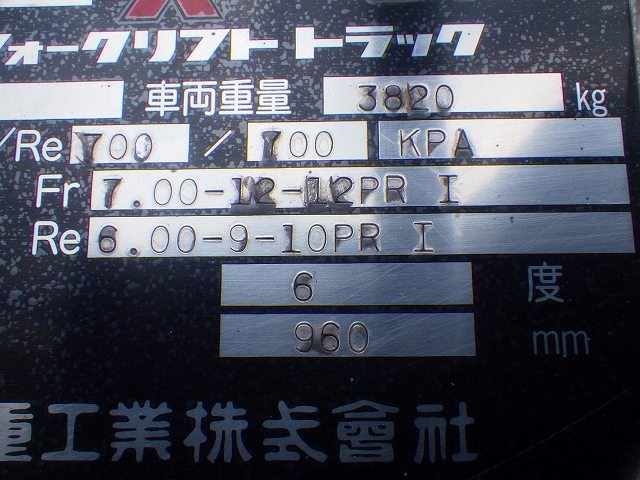 フォークリフトトラック
車両重量 3820 kg
/Re 700 / 700 KPA
Fr 7.00-12-12PR I
Re 6.00-9-10PR I
6 度
960 mm
重工業株式會社